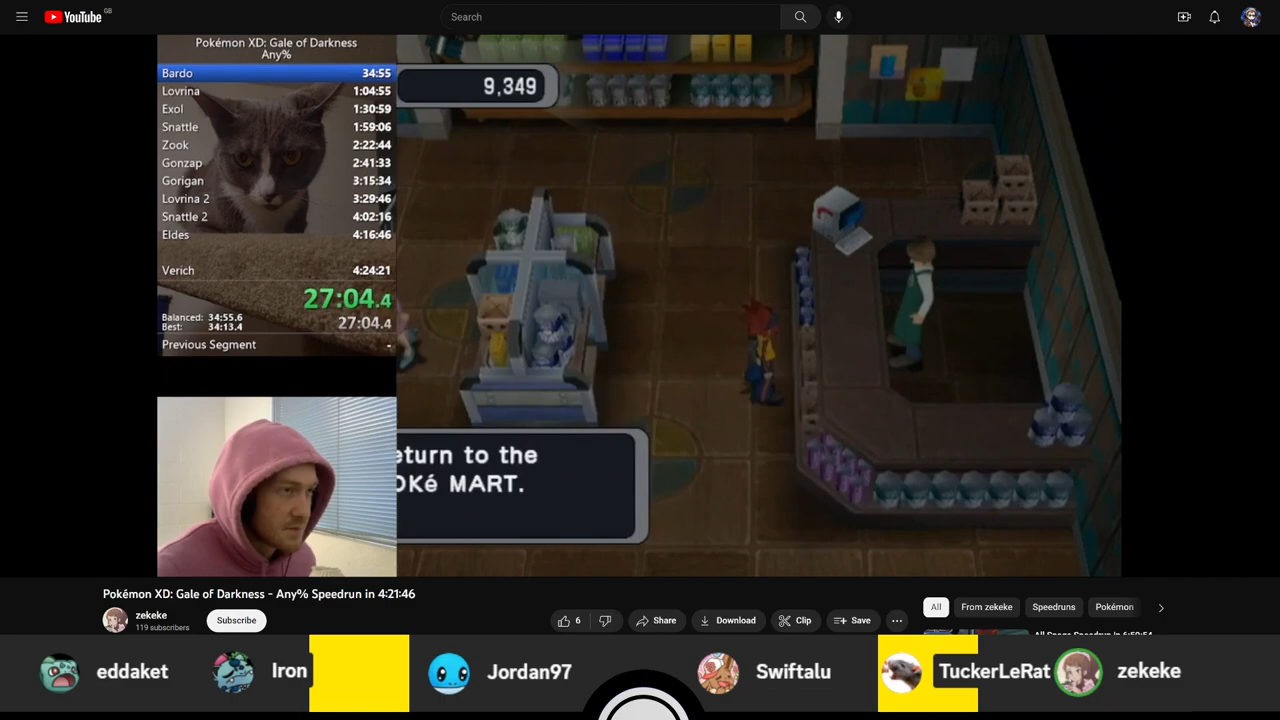 YouTube GB
Search
Pokémon XD: Gale of Darkness
Any%
Bardo 34:55
Lovrina 1:04:55
Exol 1:30:59
Snattle 1:59:06
Zook 2:22:44
Gonzap 2:41:33
Gorigan 3:15:34
Lovrina 2 3:29:46
Snattle 2 4:02:16
Eldes 4:16:46
Verich 4:24:21
27:04.4
Balanced: 34:55.6
Best: 34:13.4
27:04.4
Previous Segment -
9,349
eturn to the
OKé MART.
Pokémon XD: Gale of Darkness - Any% Speedrun in 4:21:46
zekeke
119 subscribers
Subscribe
6
Share
Download
Clip
Save
All
From zekeke
Speedruns
Pokémon
eddaket
Iron
Jordan97
Swiftalu
TuckerLeRat
zekeke